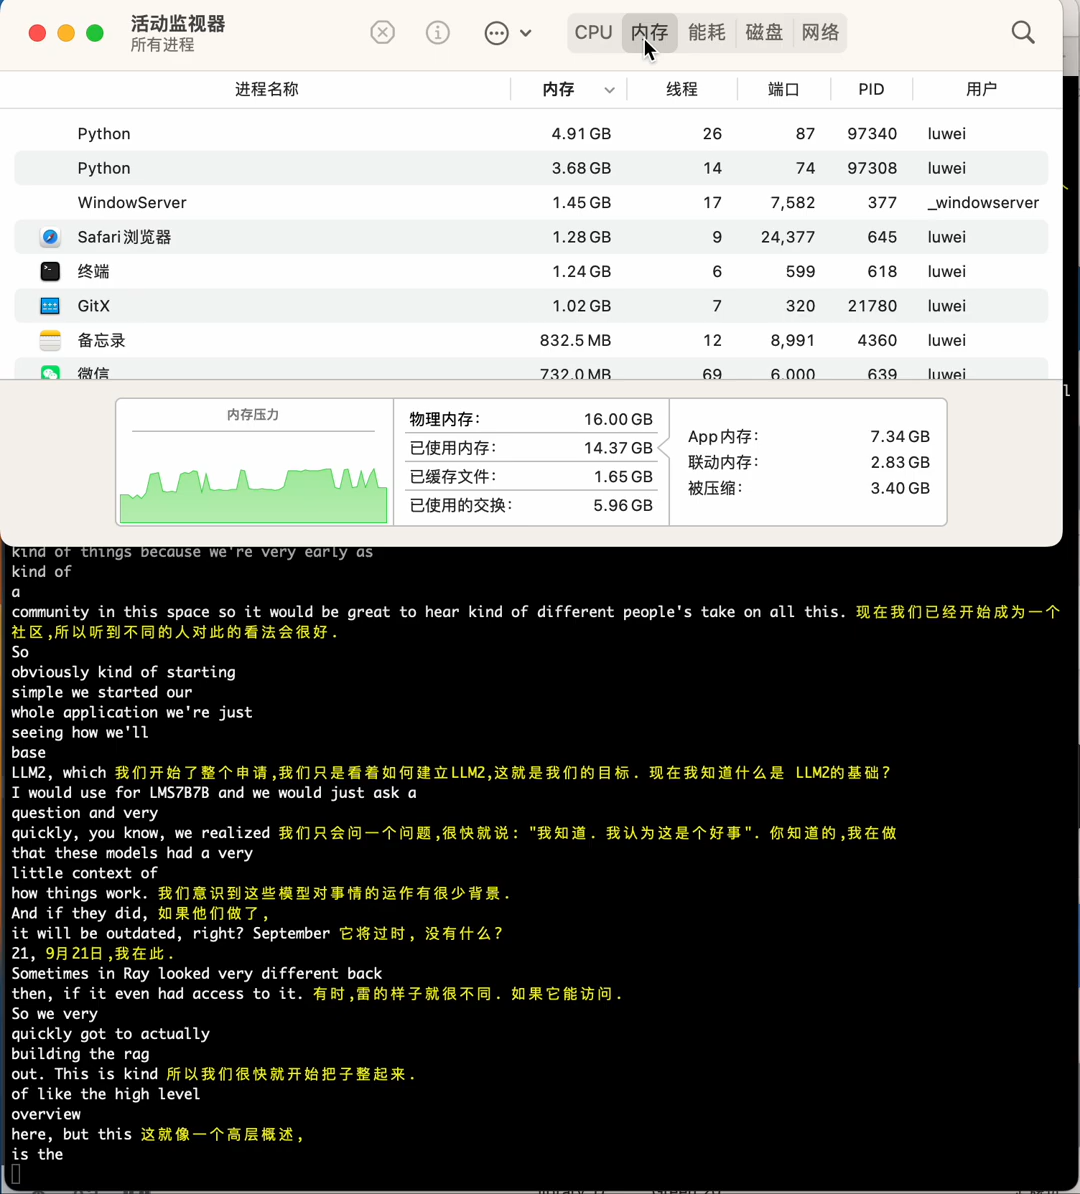 活动监视器
所有进程
CPU 内存 能耗 磁盘 网络
进程名称 内存 线程 端口 PID 用户
Python 4.91 GB 26 87 97340 luwei
Python 3.68 GB 14 74 97308 luwei
WindowServer 1.45 GB 17 7,582 377 _windowserver
Safari浏览器 1.28 GB 9 24,377 645 luwei
终端 1.24 GB 6 599 618 luwei
GitX 1.02 GB 7 320 21780 luwei
备忘录 832.5 MB 12 8,991 4360 luwei
微信 732.0 MB 69 6,000 639 luwei
内存压力
物理内存: 16.00 GB
已使用内存: 14.37 GB
已缓存文件: 1.65 GB
已使用的交换: 5.96 GB
App内存: 7.34 GB
联动内存: 2.83 GB
被压缩: 3.40 GB
kind of things because we're very early as
kind of
a
community in this space so it would be great to hear kind of different people's take on all this. 现在我们已经开始成为一个
社区,所以听到不同的人对此的看法会很好.
So
obviously kind of starting
simple we started our
whole application we're just
seeing how we'll
base
LLM2, which 我们开始了整个申请,我们只是看着如何建立LLM2,这就是我们的目标. 现在我知道什么是 LLM2的基础?
I would use for LMS7B7B and we would just ask a
question and very
quickly, you know, we realized 我们只会问一个问题,很快就说: "我知道. 我认为这是个好事". 你知道的,我在做
that these models had a very
little context of
how things work. 我们意识到这些模型对事情的运作有很少背景.
And if they did, 如果他们做了,
it will be outdated, right? September 它将过时, 没有什么?
21, 9月21日,我在此.
Sometimes in Ray looked very different back
then, if it even had access to it. 有时,雷的样子就很不同. 如果它能访问.
So we very
quickly got to actually
building the rag
out. This is kind 所以我们很快就开始把子整起来.
of like the high level
overview
here, but this 这就像一个高层概述,
is the